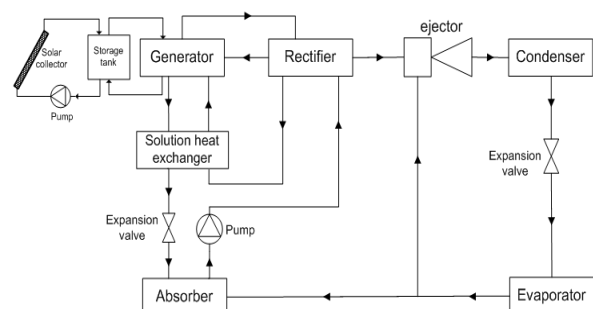 ejector
Solar
collector
Storage
tank
Generator
Rectifier
Condenser
Pump
Solution heat
exchanger
Expansion
valve
Expansion
valve
Pump
Absorber
Evaporator